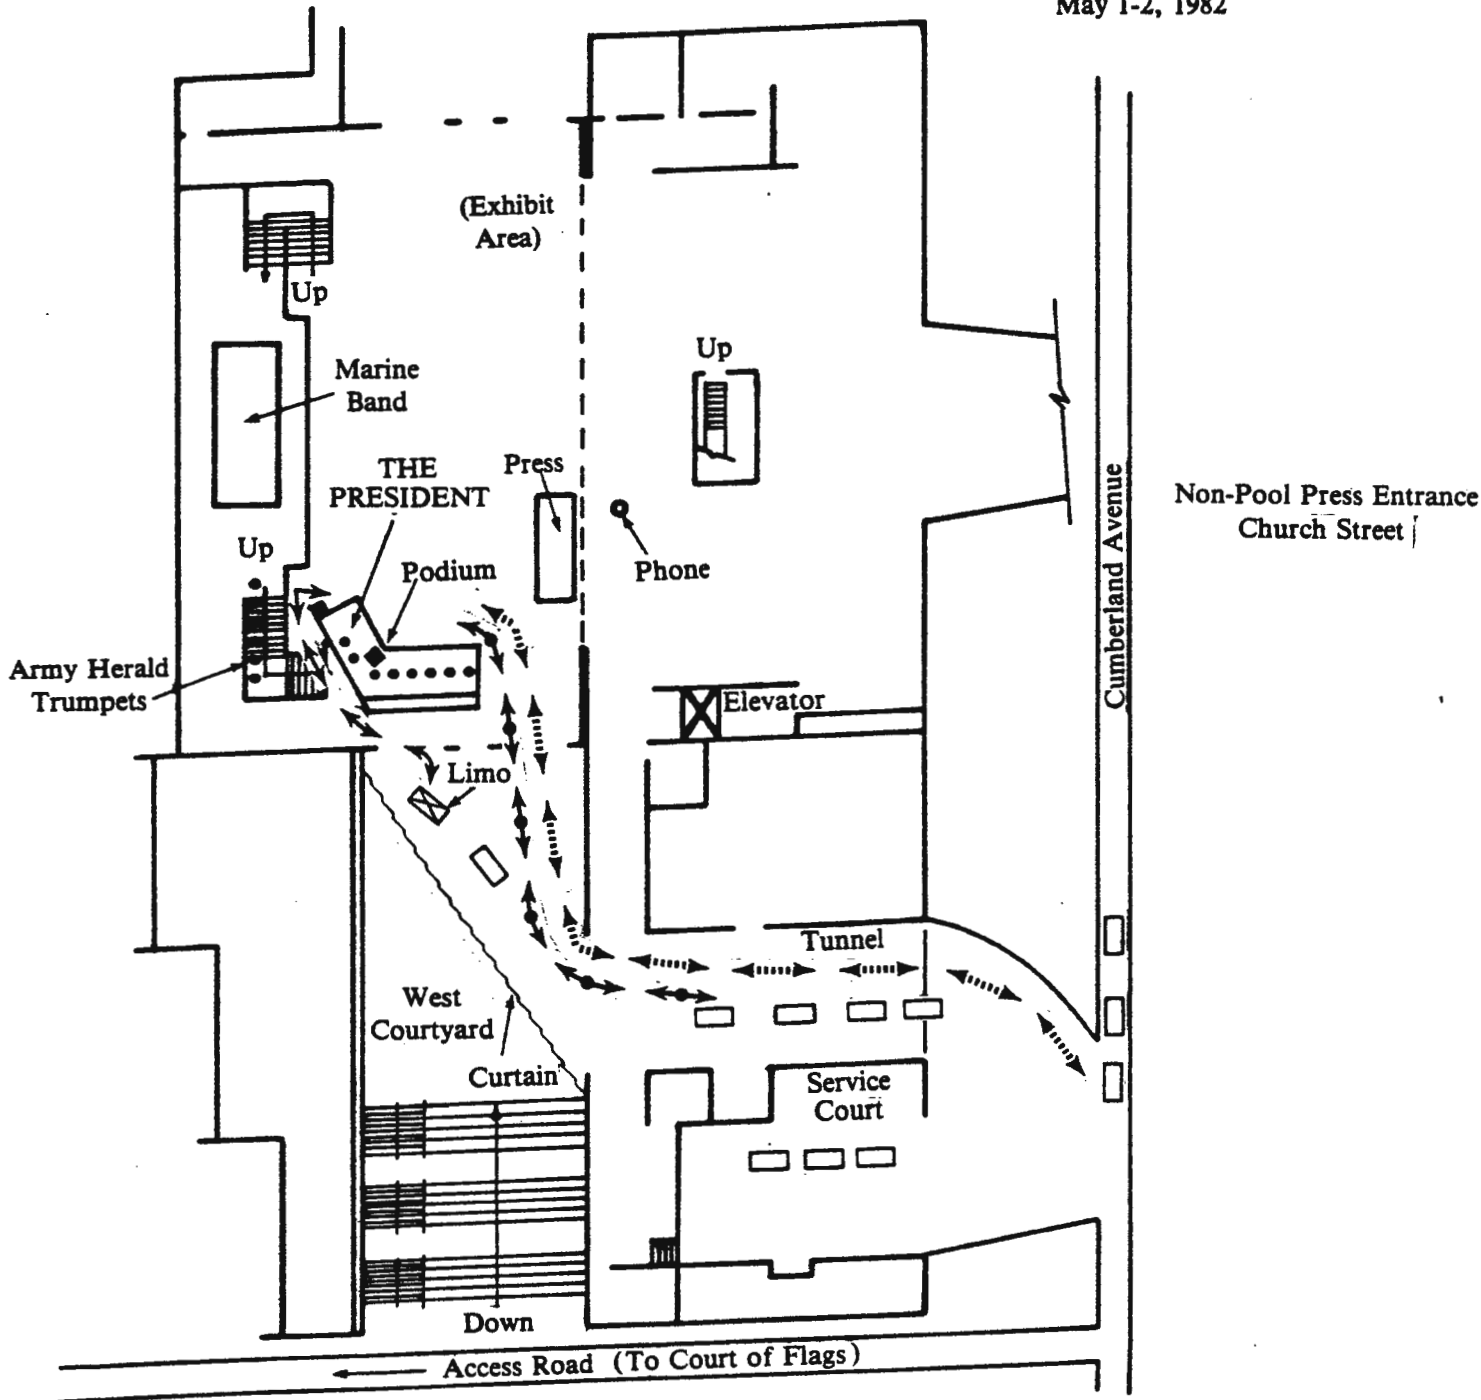 May 1-2, 1982
(Exhibit
Area)
Up
Up
Marine
Band
THE
PRESIDENT
Press
Non-Pool Press Entrance
Church Street
Cumberland Avenue
Up
Podium
Phone
Army Herald
Trumpets
Elevator
Limo
Tunnel
West
Courtyard
Curtain
Service
Court
Down
Access Road (To Court of Flags)